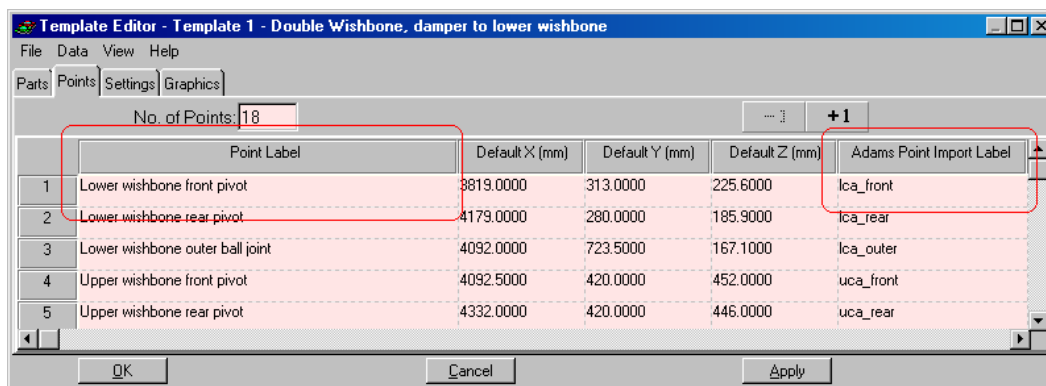 Template Editor - Template 1 - Double Wishbone, damper to lower wishbone
File Data View Help
Parts Points Settings Graphics
No. of Points: 18 +1
Point Label Default X (mm) Default Y (mm) Default Z (mm) Adams Point Import Label
1 Lower wishbone front pivot 3819.0000 313.0000 225.6000 lca_front
2 Lower wishbone rear pivot 4179.0000 280.0000 185.9000 lca_rear
3 Lower wishbone outer ball joint 4092.0000 723.5000 167.1000 lca_outer
4 Upper wishbone front pivot 4092.5000 420.0000 452.0000 uca_front
5 Upper wishbone rear pivot 4332.0000 420.0000 446.0000 uca_rear
OK Cancel Apply